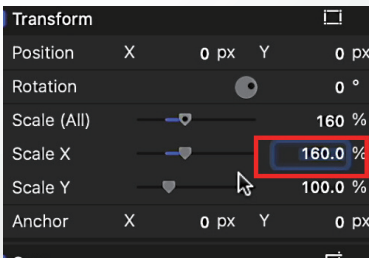 Transform
Position X 0 px Y 0 px
Rotation 0 °
Scale (All) 160 %
Scale X 160.0 %
Scale Y 100.0 %
Anchor X 0 px Y 0 px